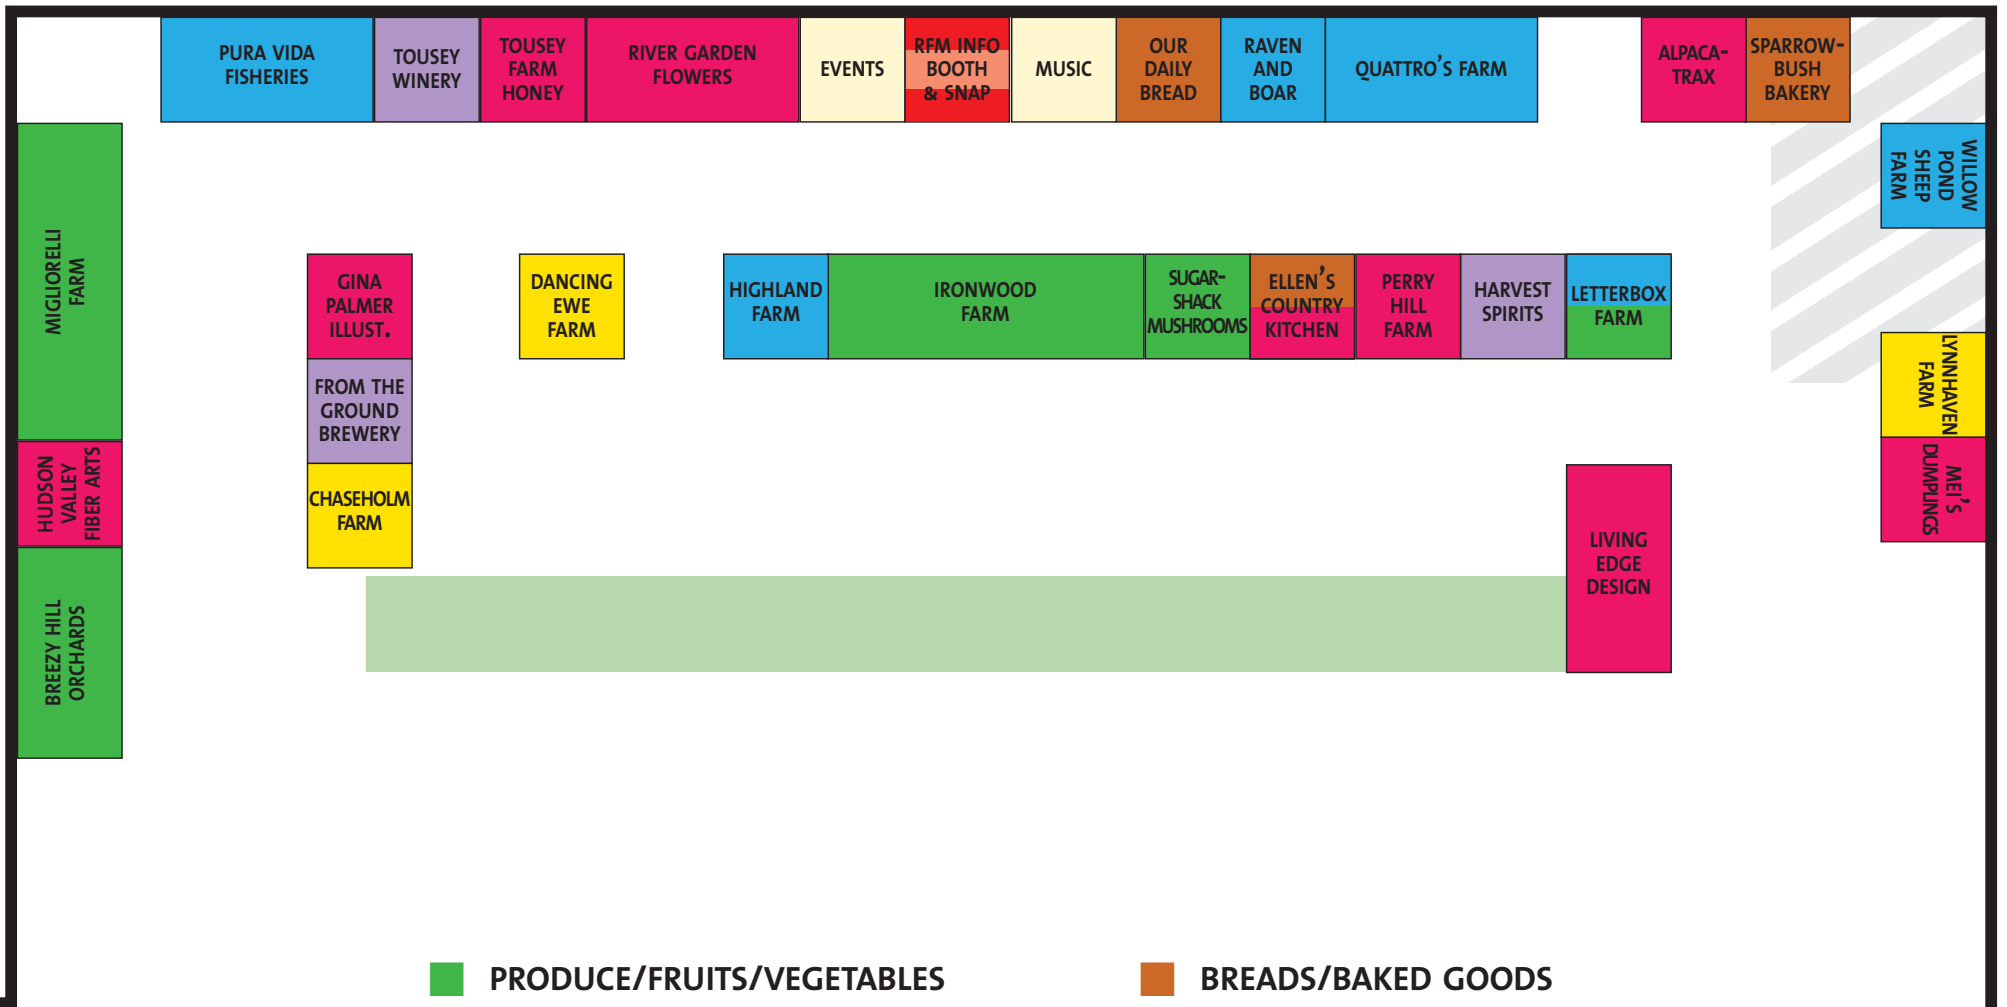 PURA VIDA
FISHERIES
TOUSEY
WINERY
TOUSEY
FARM
HONEY
RIVER GARDEN
FLOWERS
EVENTS
RFM INFO
BOOTH
& SNAP
MUSIC
OUR
DAILY
BREAD
RAVEN
AND
BOAR
QUATTRO'S FARM
ALPACA-
TRAX
SPARROW-
BUSH
BAKERY
WILLOW
POND
SHEEP
FARM
MIGLIORELLI
FARM
GINA
PALMER
ILLUST.
DANCING
EWE
FARM
HIGHLAND
FARM
IRONWOOD
FARM
SUGAR-
SHACK
MUSHROOMS
ELLEN'S
COUNTRY
KITCHEN
PERRY
HILL
FARM
HARVEST
SPIRITS
LETTERBOX
FARM
LYNNHAVEN
FARM
FROM THE
GROUND
BREWERY
HUDSON
VALLEY
FIBER ARTS
CHASEHOLM
FARM
MEI'S
DUMPLINGS
LIVING
EDGE
DESIGN
BREEZY HILL
ORCHARDS
PRODUCE/FRUITS/VEGETABLES
BREADS/BAKED GOODS